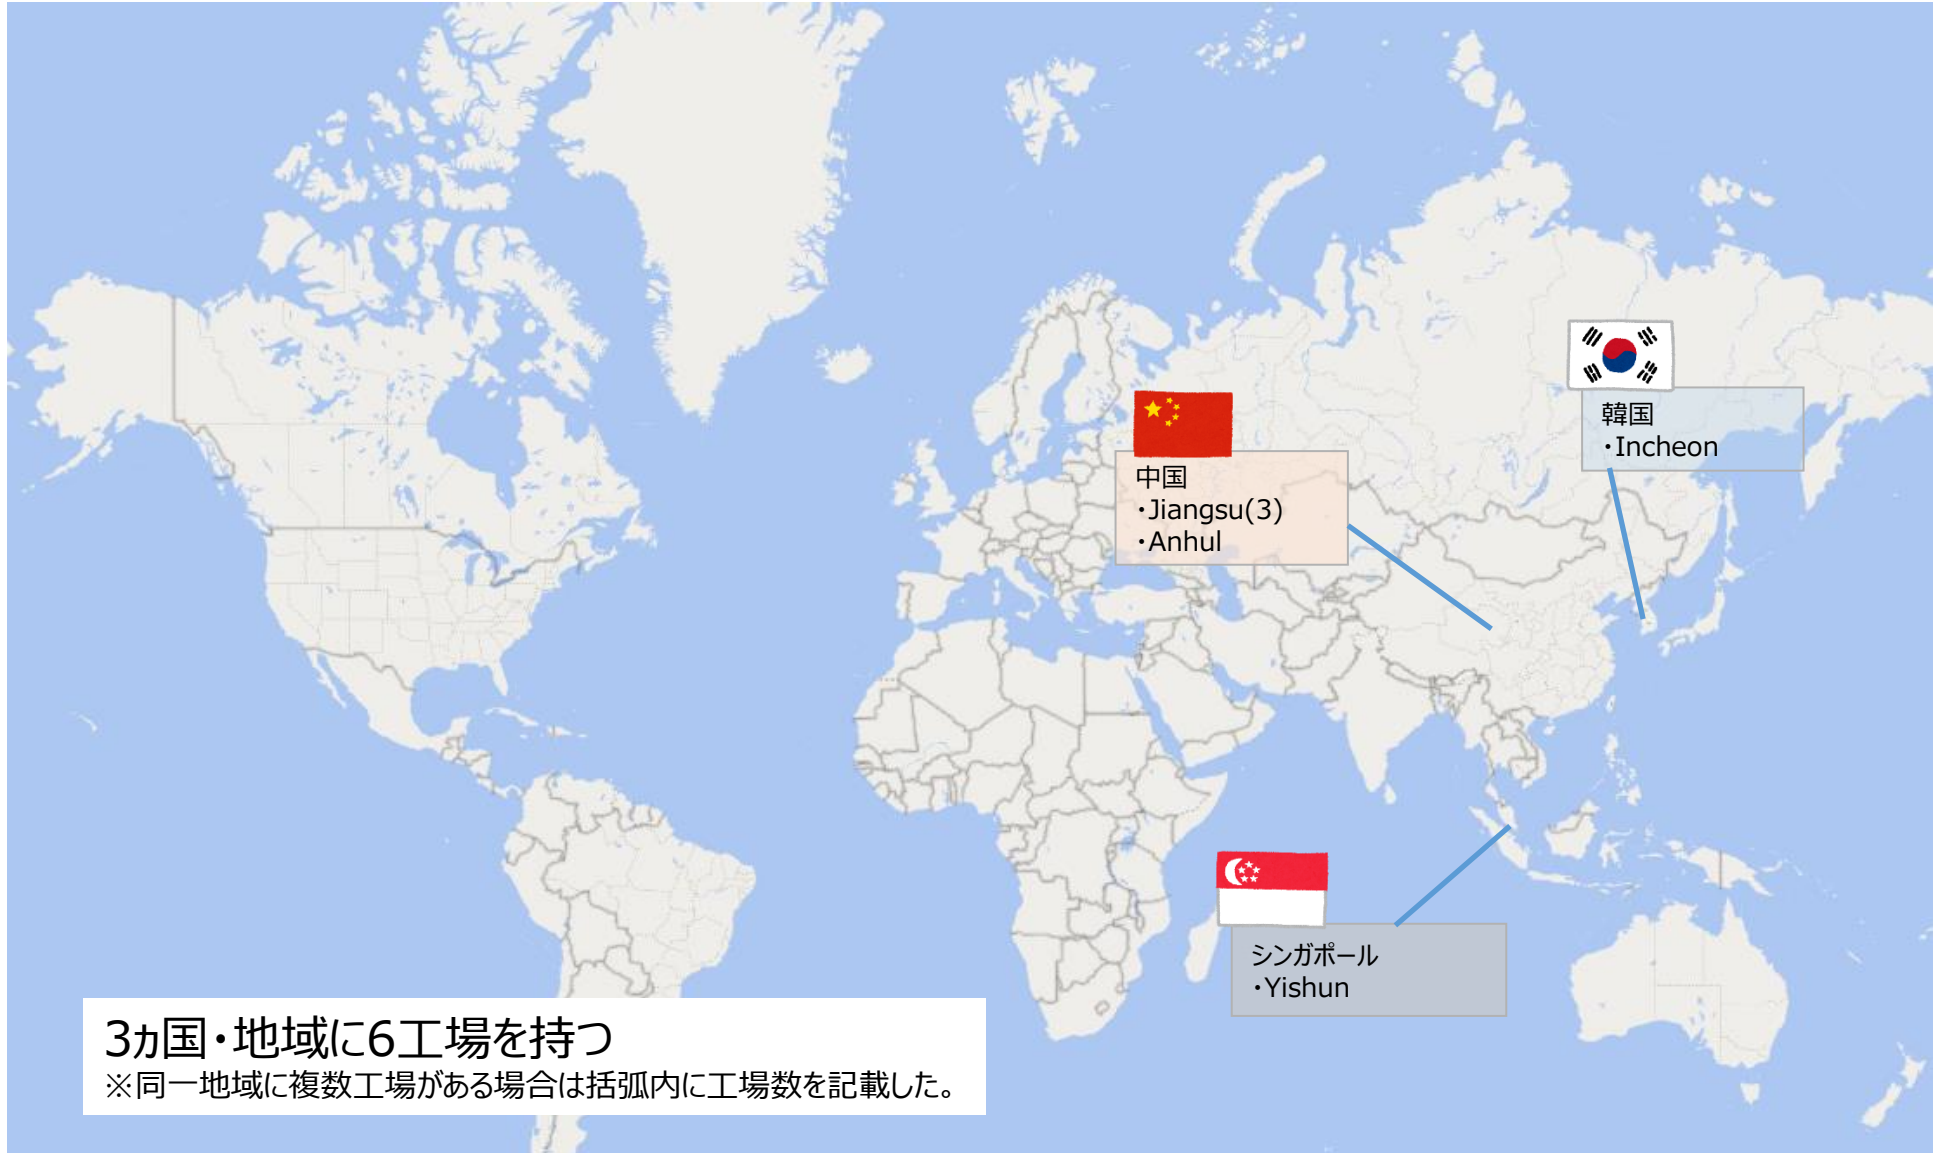 韓国
・Incheon
中国
・Jiangsu(3)
・Anhul
シンガポール
・Yishun
3ヵ国・地域に6工場を持つ
※同一地域に複数工場がある場合は括弧内に工場数を記載した。